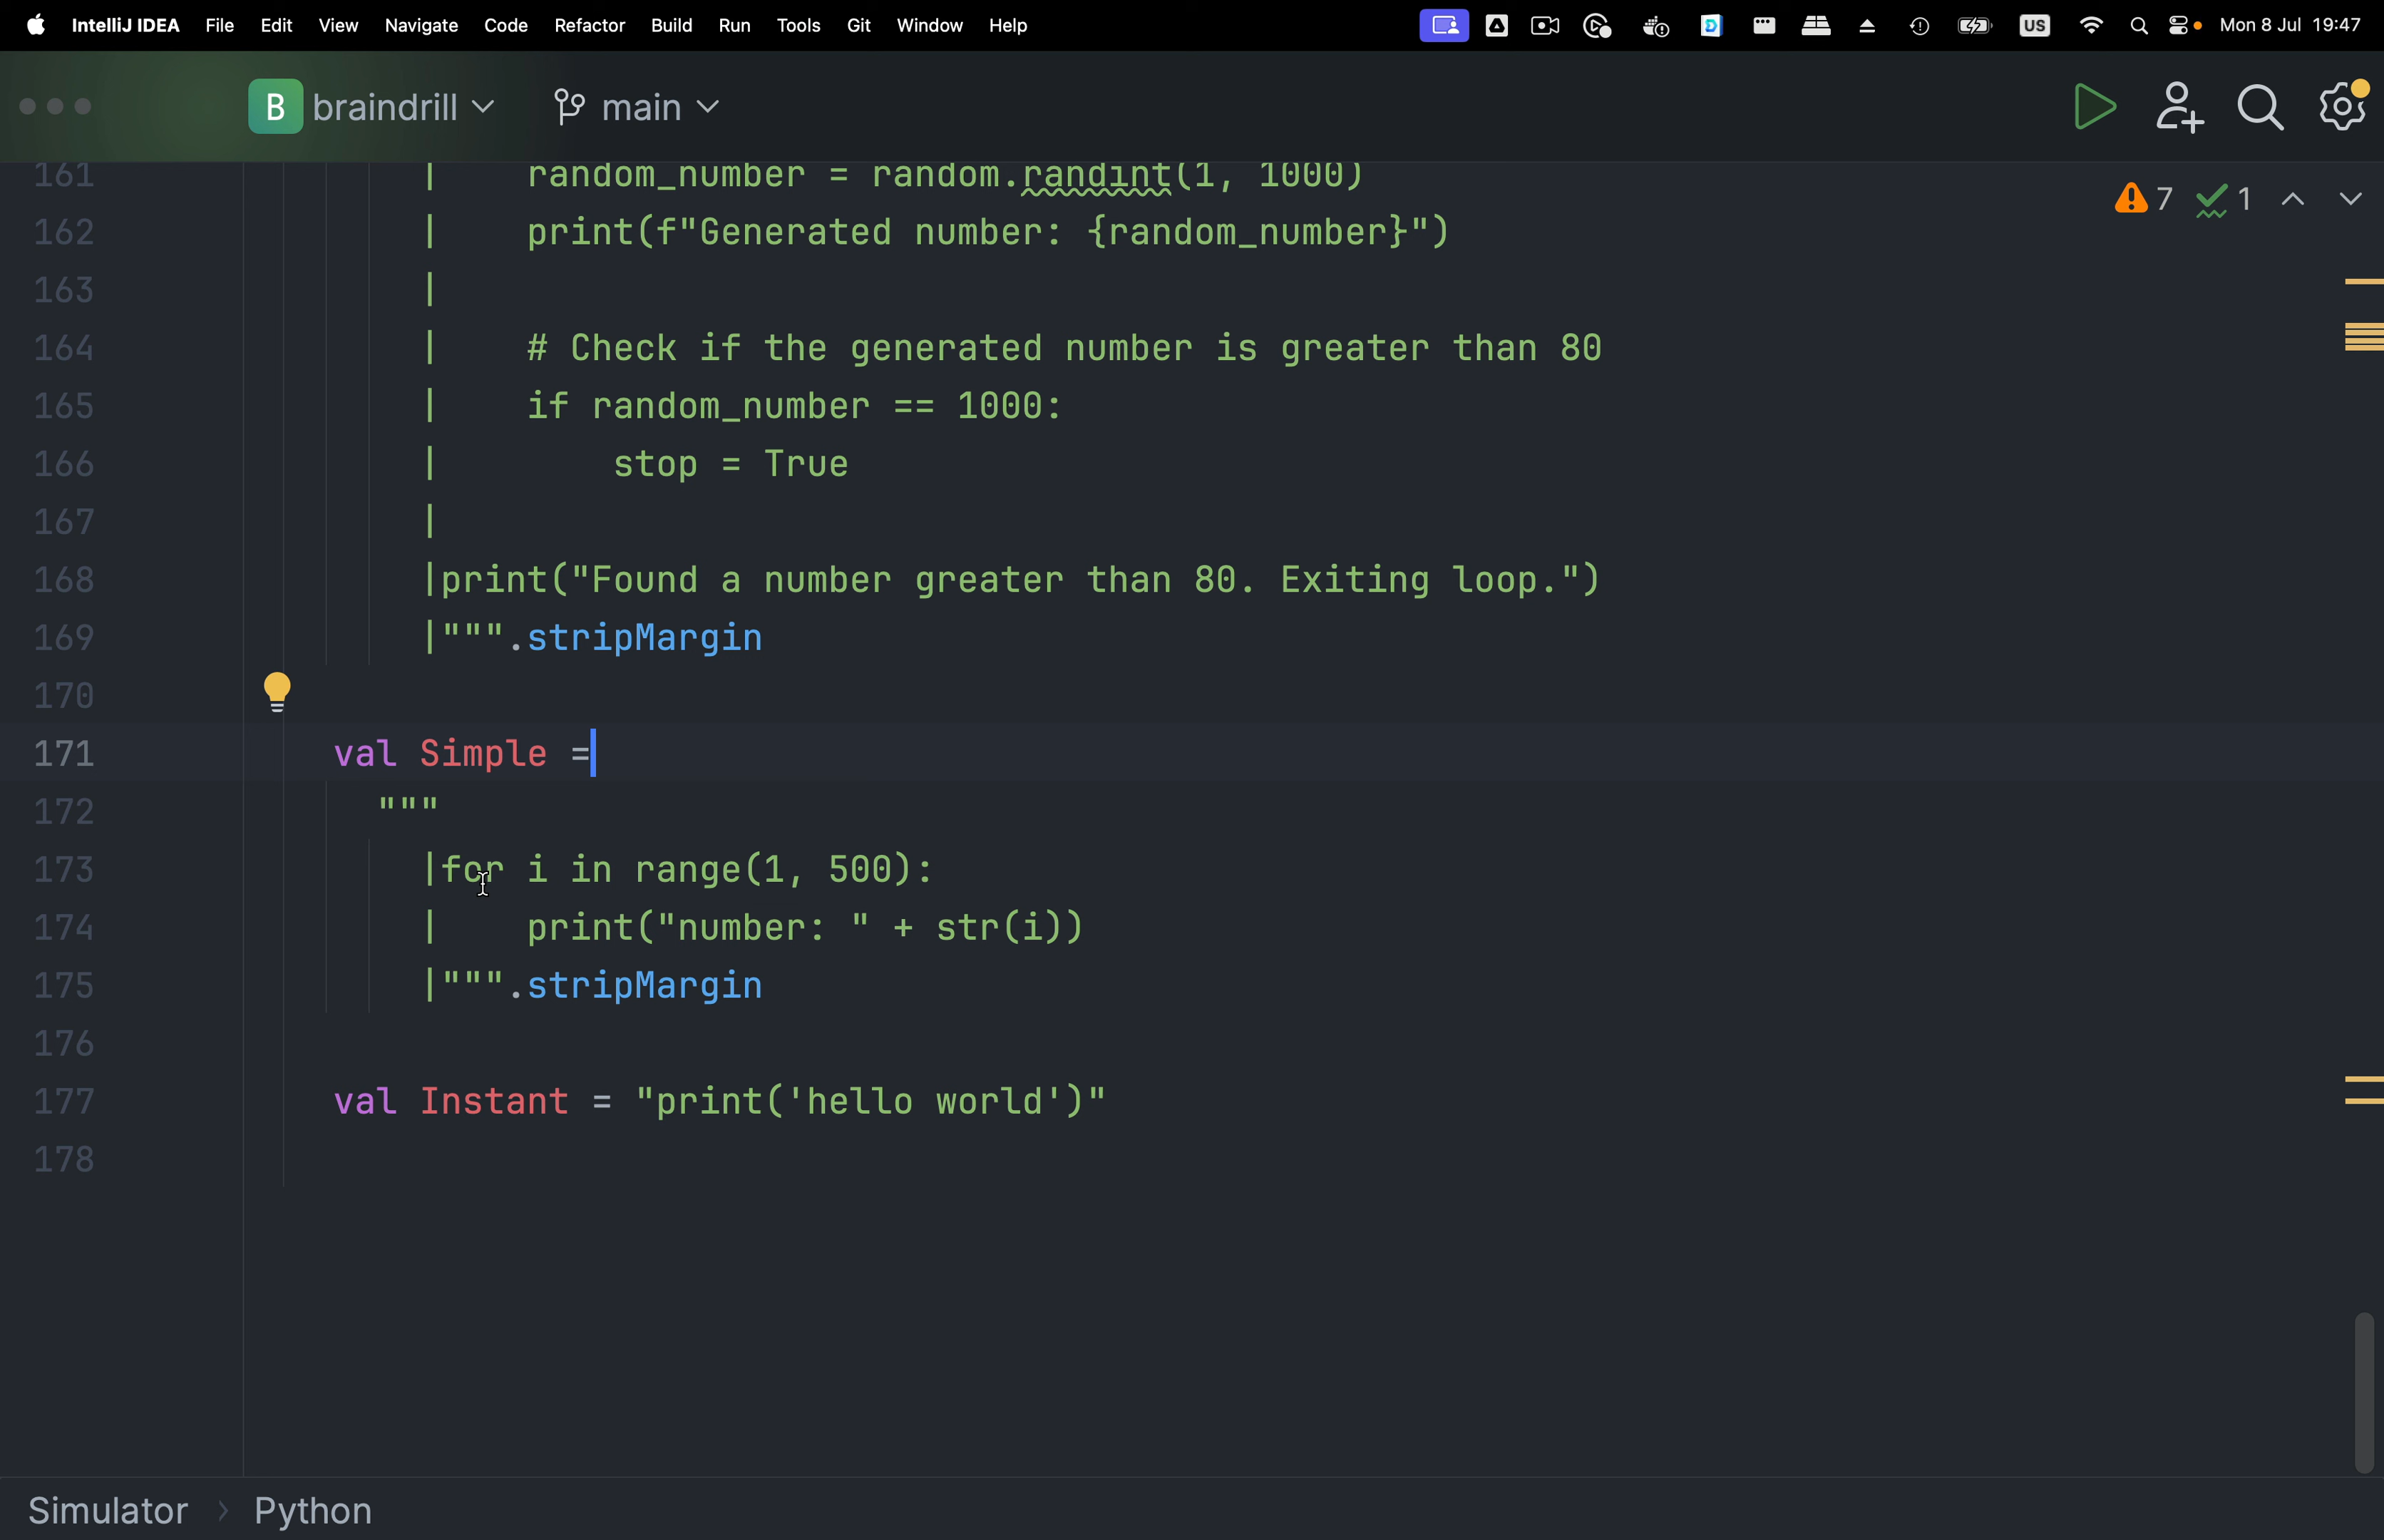 IntelliJ IDEA File Edit View Navigate Code Refactor Build Run Tools Git Window Help US Mon 8 Jul 19:47
B braindrill main
161 | random_number = random.randint(1, 1000)
7 1
162 | print(f"Generated number: {random_number}")
163 |
164 | # Check if the generated number is greater than 80
165 | if random_number == 1000:
166 | stop = True
167 |
168 |print("Found a number greater than 80. Exiting loop.")
169 |""".stripMargin
170
171 val Simple =
172 """
173 |for i in range(1, 500):
174 | print("number: " + str(i))
175 |""".stripMargin
176
177 val Instant = "print('hello world')"
178
Simulator > Python